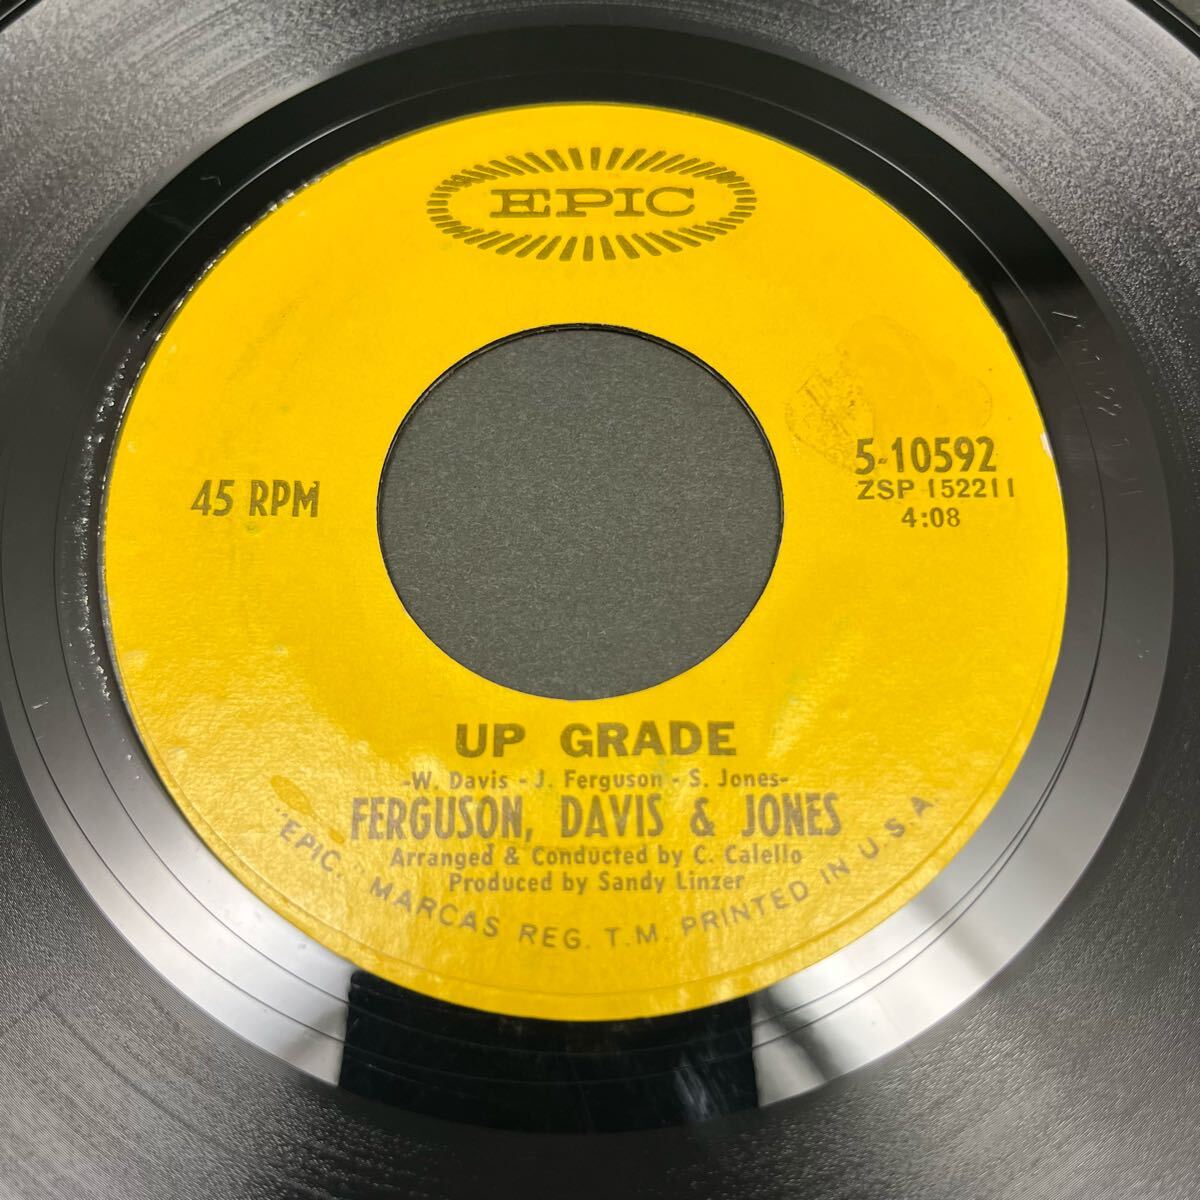 EPIC
45 RPM
5-10592
ZSP 152211
4:08
UP GRADE
-W. Davis - J. Ferguson - S. Jones-
FERGUSON, DAVIS & JONES
Arranged & Conducted by C. Calello
Produced by Sandy Linzer
"EPIC." MARCAS REG. T.M. PRINTED IN U.S.A.